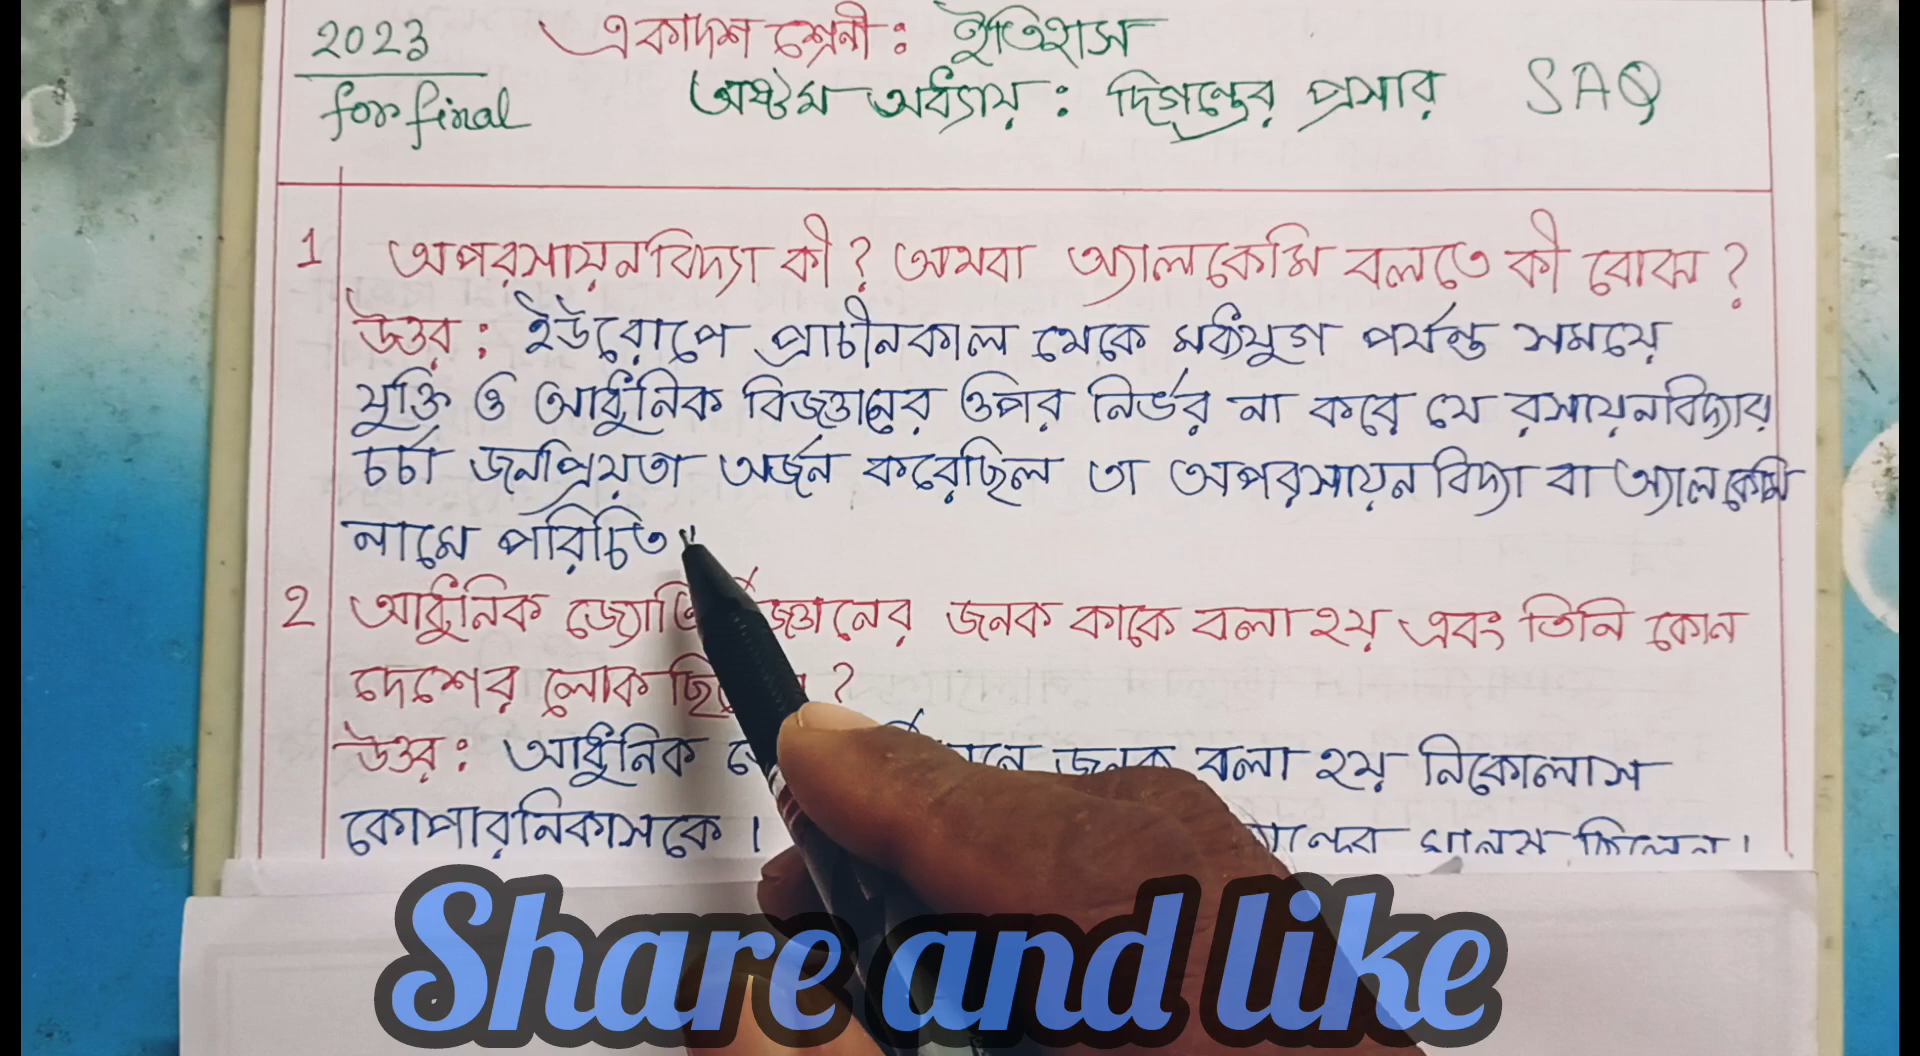 2023 একাদশ শ্রেনী : ইতিহাস
for final অষ্টম অধ্যায় : দিগন্তের প্রসার SAQ
1 অপরসায়নবিদ্যা কী ? অথবা অ্যালকেমি বলতে কী বোঝ ?
উত্তর : ইউরোপে প্রাচীনকাল থেকে মধ্যযুগ পর্যন্ত সময়ে
যুক্তি ও আধুনিক বিজ্ঞানের ওপর নির্ভর না করে যে রসায়নবিদ্যার
চর্চা জনপ্রিয়তা অর্জন করেছিল তা অপরসায়নবিদ্যা বা অ্যালকেমি
নামে পরিচিত
2 আধুনিক জনক কাকে বলা হয় এবং তিনি কোন
দেশের লোক ?
উত্তর : আধুনিক জনক বলা হয় নিকোলাস
কোপারনিকাসকে ।
Share and like